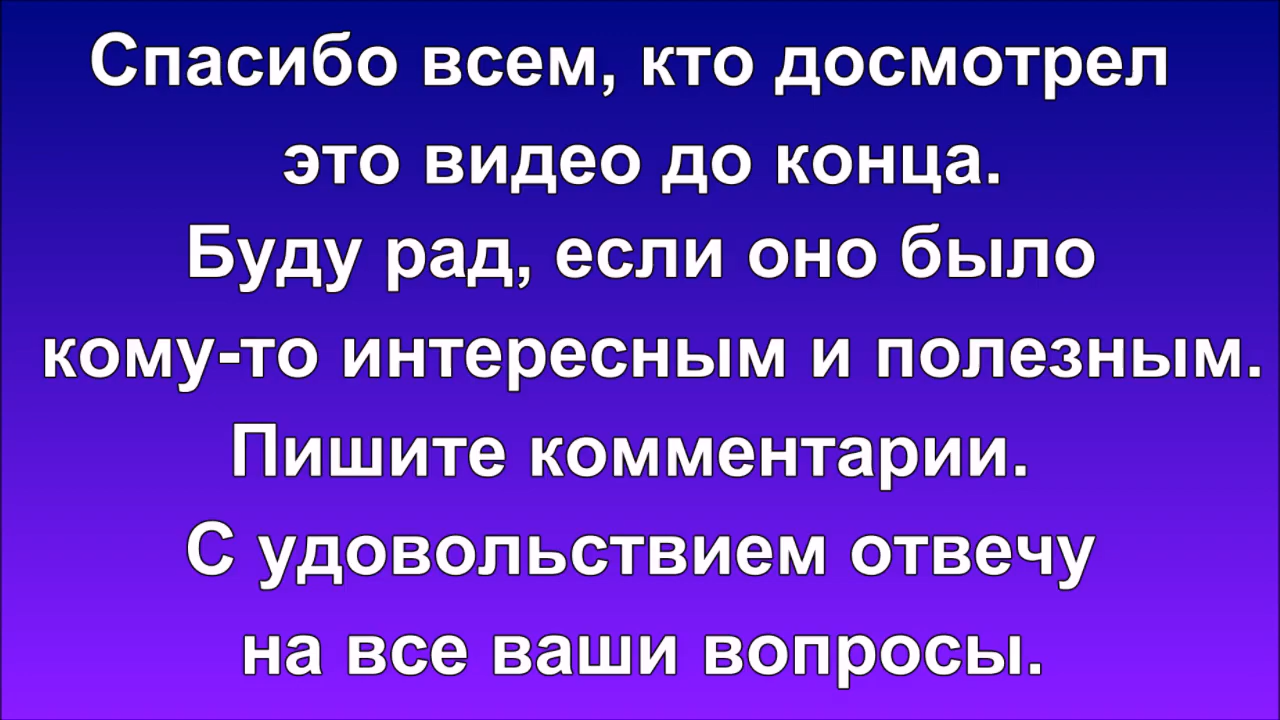 Спасибо всем, кто досмотрел
это видео до конца.
Буду рад, если оно было
кому-то интересным и полезным.
Пишите комментарии.
С удовольствием отвечу
на все ваши вопросы.